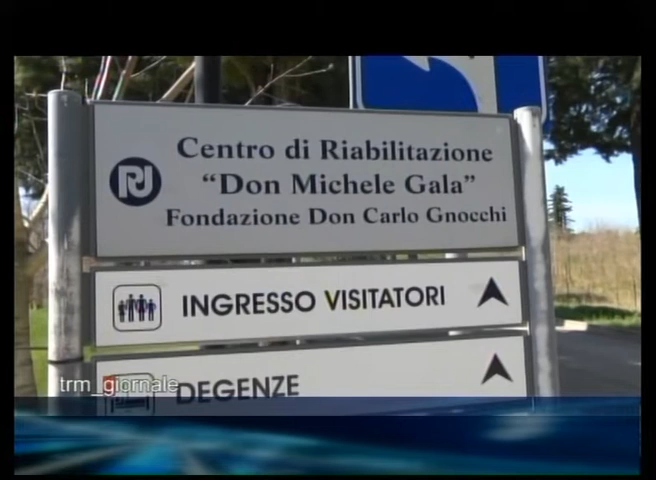 Centro di Riabilitazione
“Don Michele Gala”
Fondazione Don Carlo Gnocchi
INGRESSO VISITATORI
trm_giornale
DEGENZE